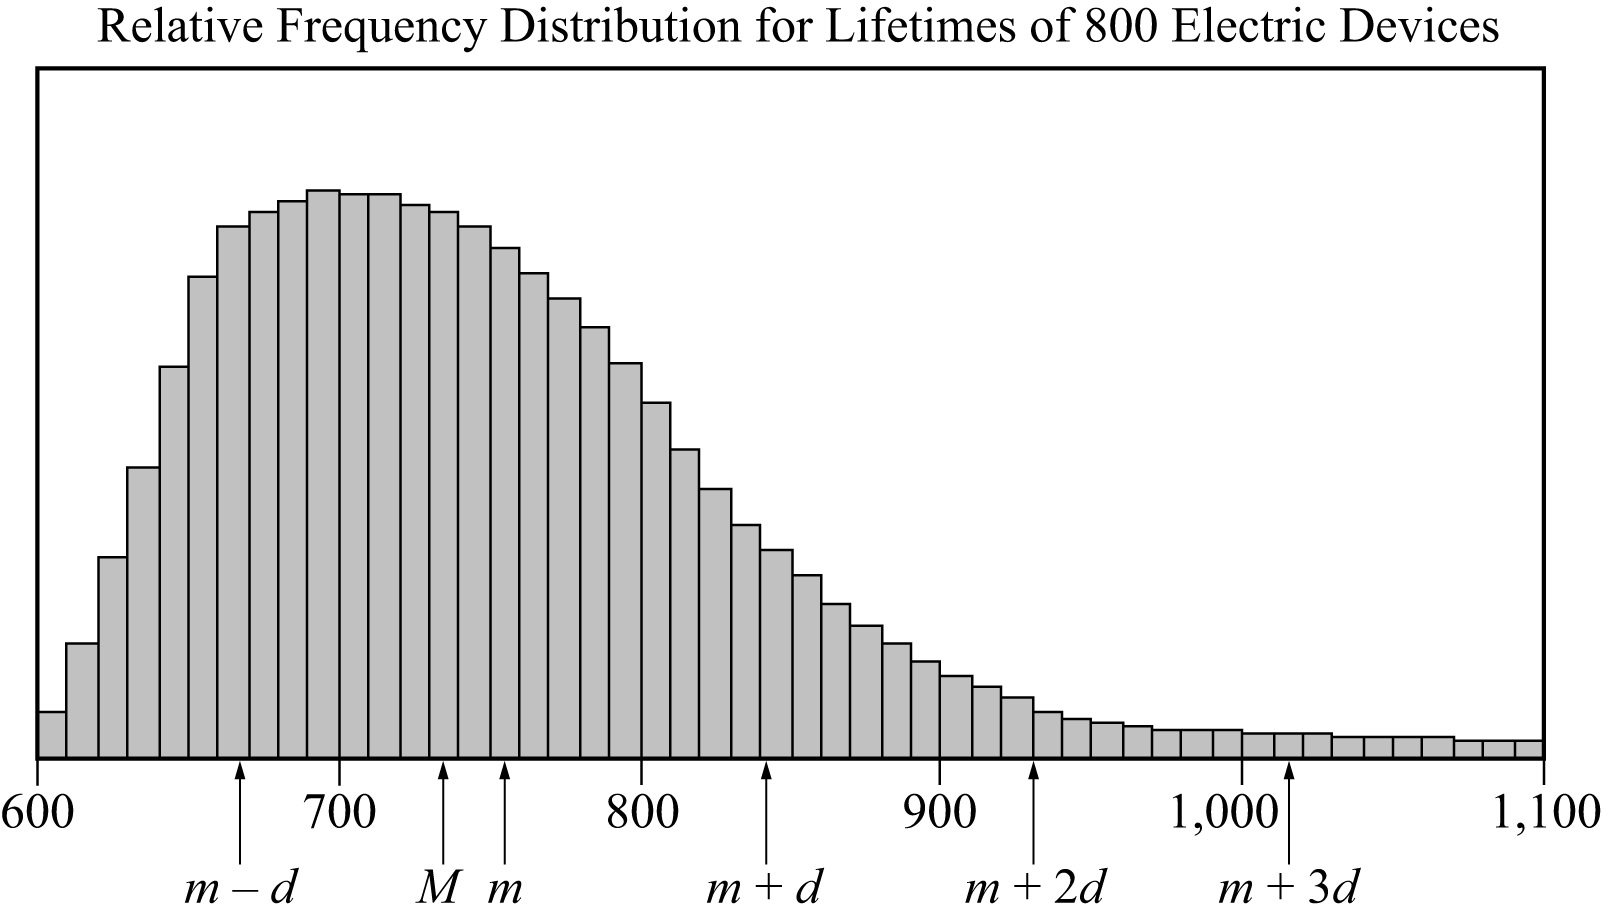 Relative Frequency Distribution for Lifetimes of 800 Electric Devices
600 700 800 900 1,000 1,100
m – d M m m + d m + 2d m + 3d